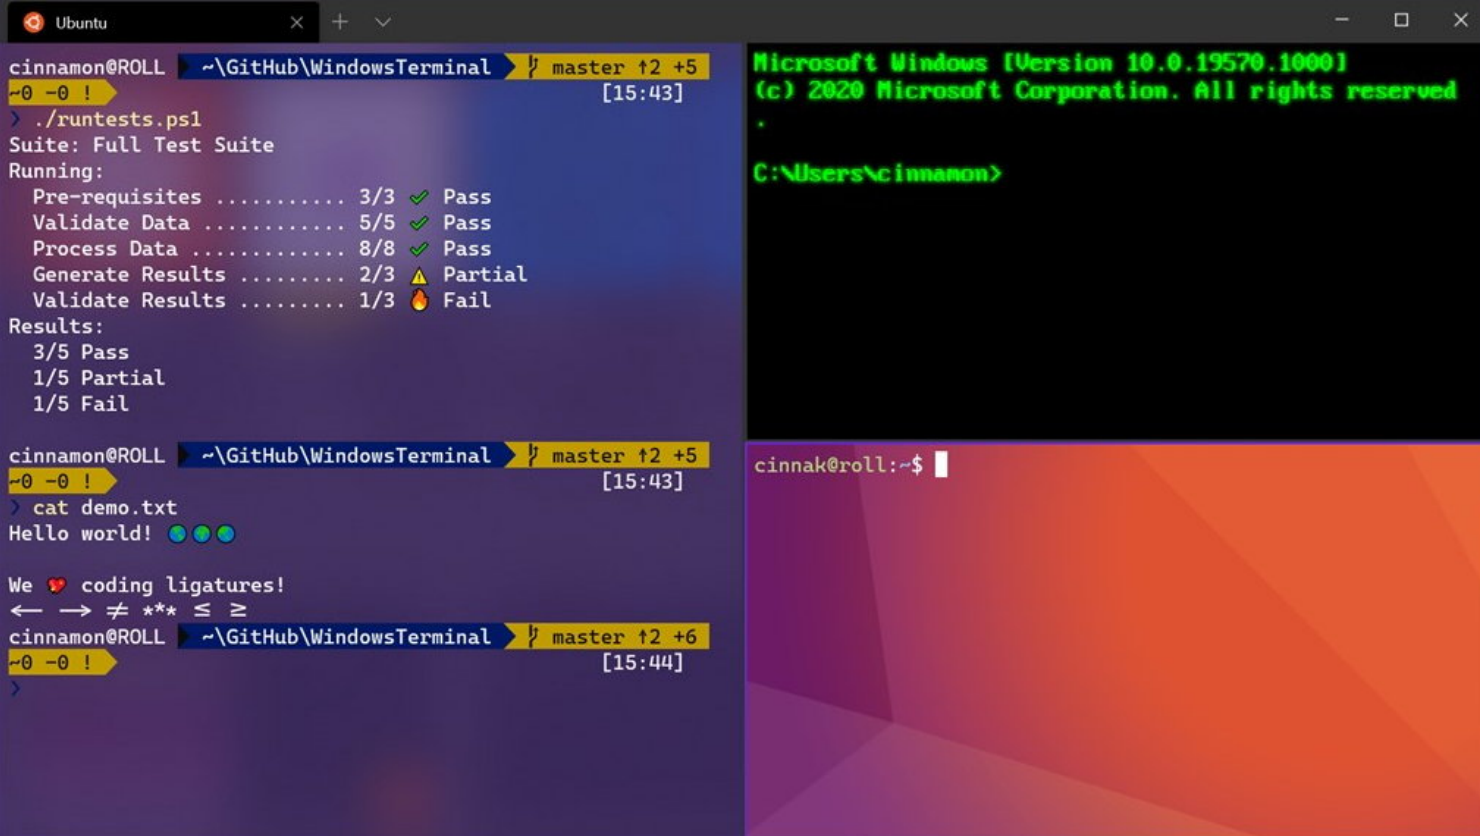 Ubuntu
cinnamon@ROLL ~\GitHub\WindowsTerminal master ↑2 +5
~0 -0 ! [15:43]
❯ ./runtests.ps1
Suite: Full Test Suite
Running:
Pre-requisites ........... 3/3 ✔ Pass
Validate Data ............ 5/5 ✔ Pass
Process Data ............. 8/8 ✔ Pass
Generate Results ......... 2/3 ⚠ Partial
Validate Results ......... 1/3 🔥 Fail
Results:
3/5 Pass
1/5 Partial
1/5 Fail
cinnamon@ROLL ~\GitHub\WindowsTerminal master ↑2 +5
~0 -0 ! [15:43]
❯ cat demo.txt
Hello world! 🌎🌍🌏
We 💖 coding ligatures!
⟵ ⟶ ≠ *** ≤ ≥
cinnamon@ROLL ~\GitHub\WindowsTerminal master ↑2 +6
~0 -0 ! [15:44]
❯
Microsoft Windows [Version 10.0.19570.1000]
(c) 2020 Microsoft Corporation. All rights reserved
.
C:\Users\cinnamon>
cinnak@roll:~$